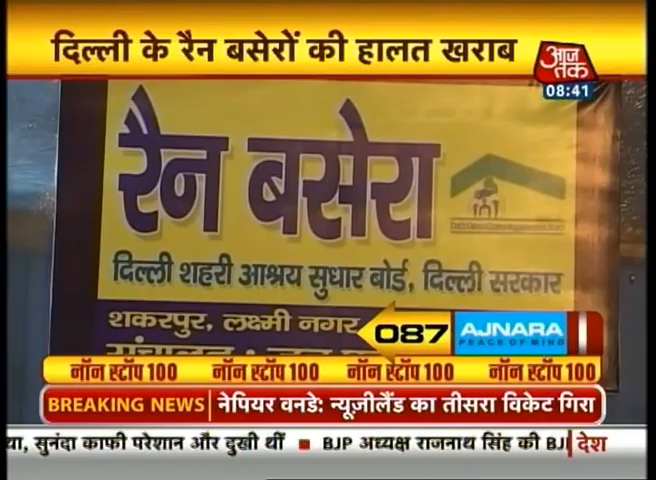 दिल्ली के रैन बसेरों की हालत खराब
आज तक
08:41
रैन बसेरा
दिल्ली शहरी आश्रय सुधार बोर्ड, दिल्ली सरकार
शकरपुर, लक्ष्मी नगर
087
AJNARA
PEACE OF MIND
नॉन स्टॉप 100 नॉन स्टॉप 100 नॉन स्टॉप 100 नॉन स्टॉप 100
BREAKING NEWS नेपियर वनडे: न्यूज़ीलैंड का तीसरा विकेट गिरा
या, सुनंदा काफी परेशान और दुखी थीं ■ BJP अध्यक्ष राजनाथ सिंह की BJ देश